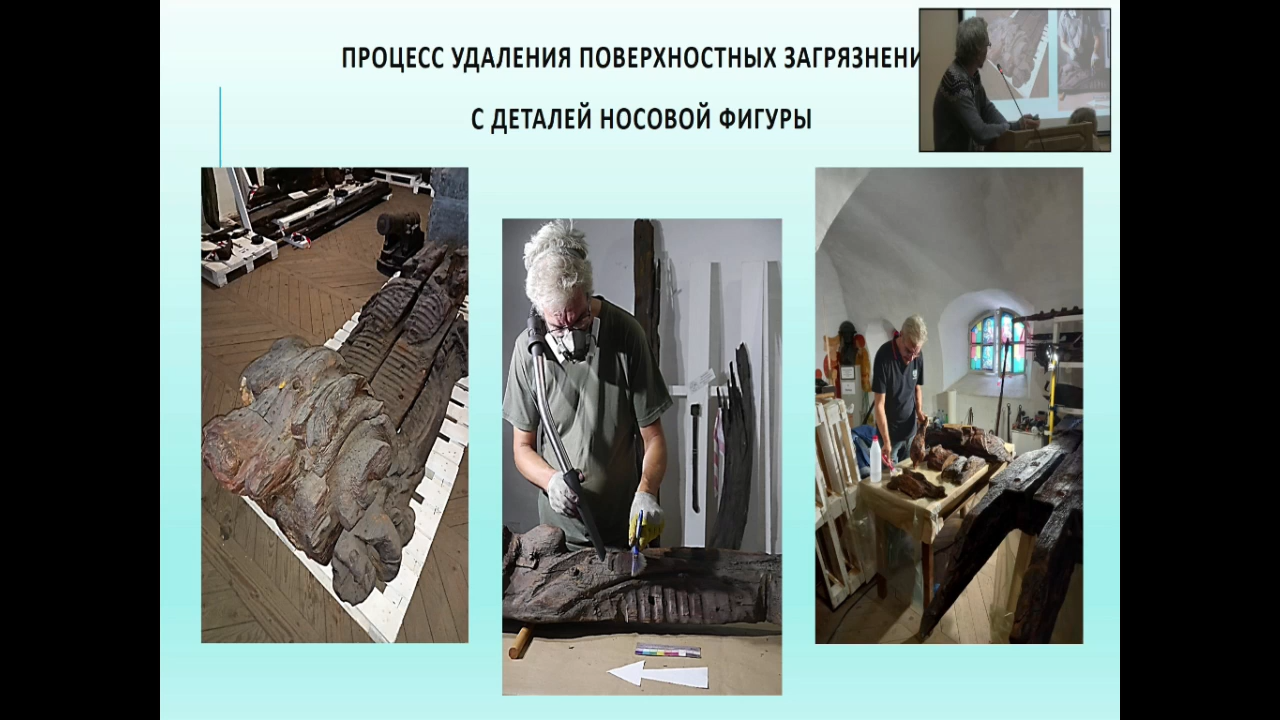 ПРОЦЕСС УДАЛЕНИЯ ПОВЕРХНОСТНЫХ ЗАГРЯЗНЕНИ
С ДЕТАЛЕЙ НОСОВОЙ ФИГУРЫ